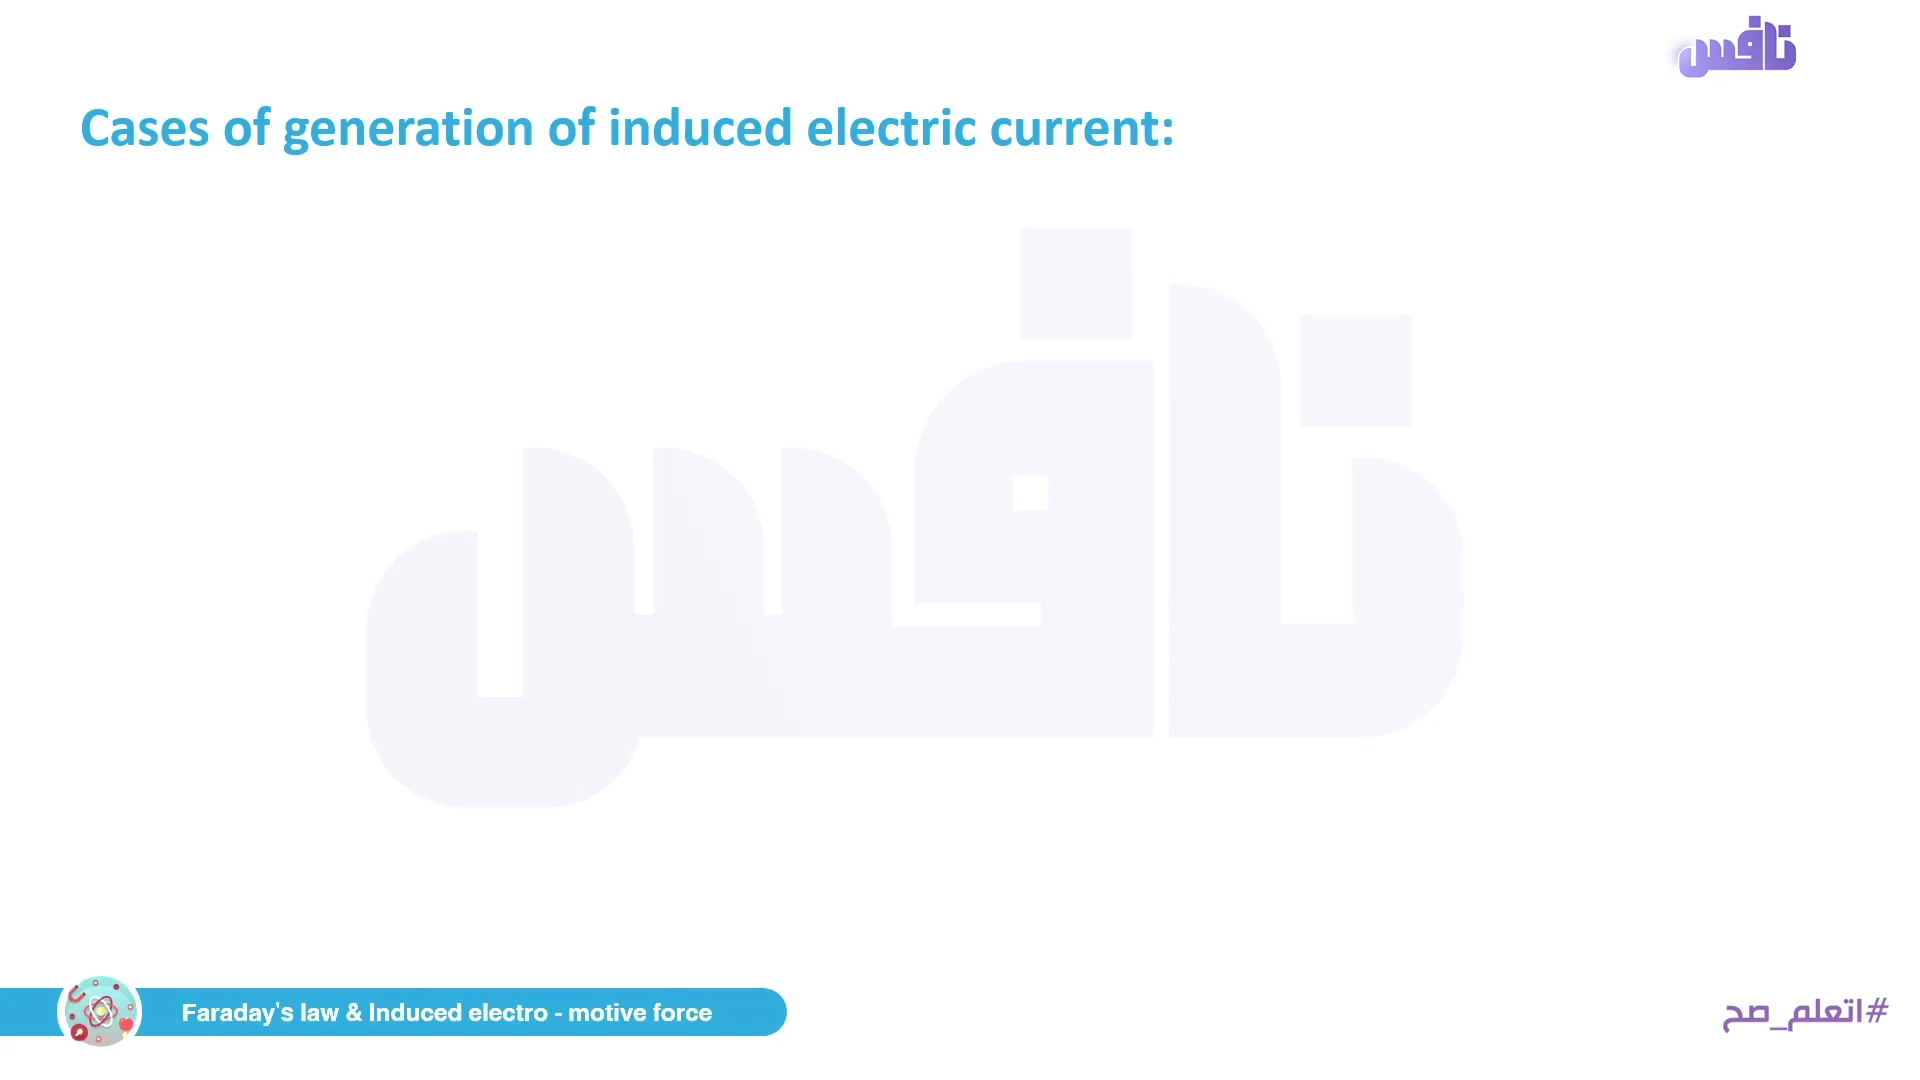 نافس
Cases of generation of induced electric current:
نافس
Faraday's law & Induced electro - motive force
#اتعلم_صح